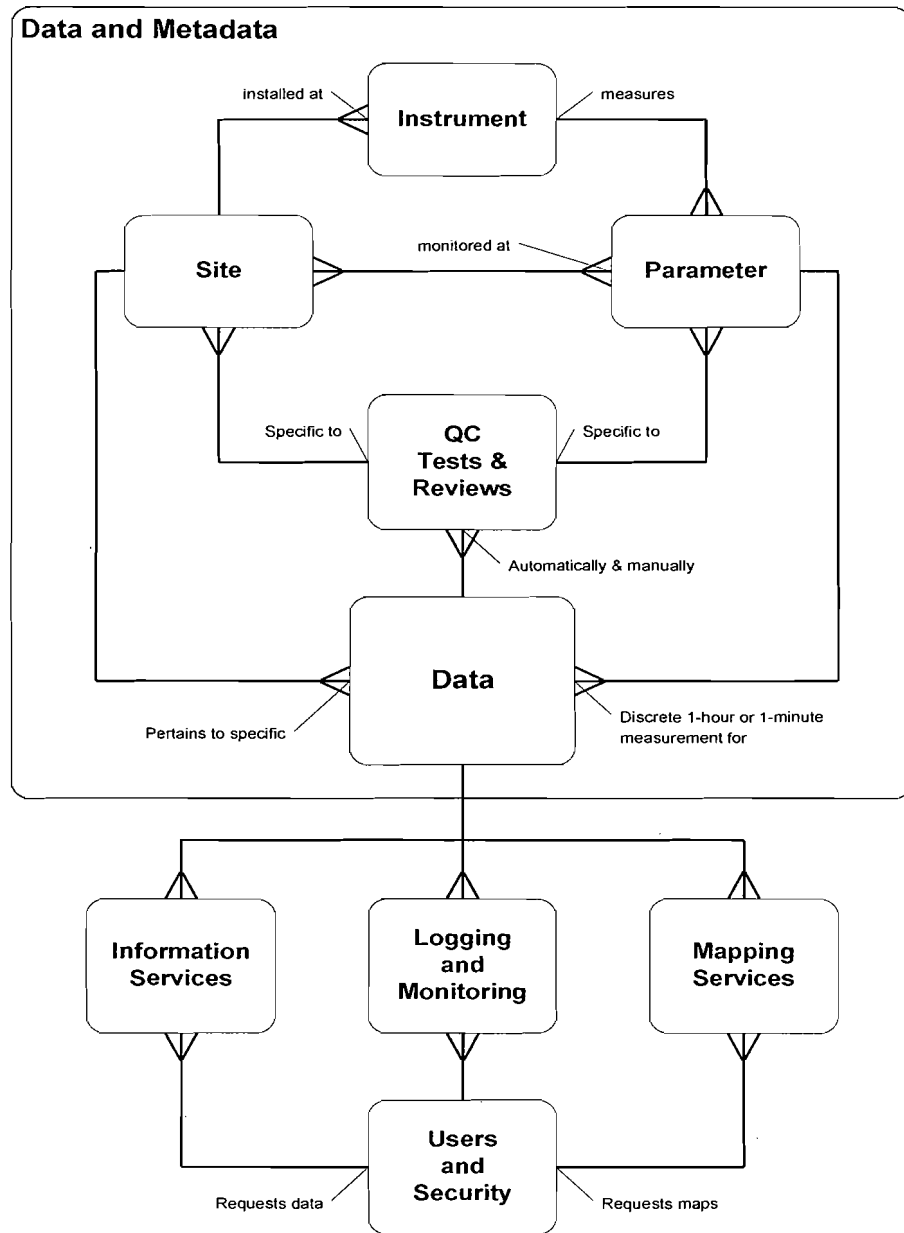 Data and Metadata
installed at
Instrument
measures
Site
monitored at
Parameter
Specific to
QC
Tests &
Reviews
Specific to
Automatically & manually
Data
Pertains to specific
Discrete 1-hour or 1-minute
measurement for
Information
Services
Logging
and
Monitoring
Mapping
Services
Users
and
Security
Requests data
Requests maps